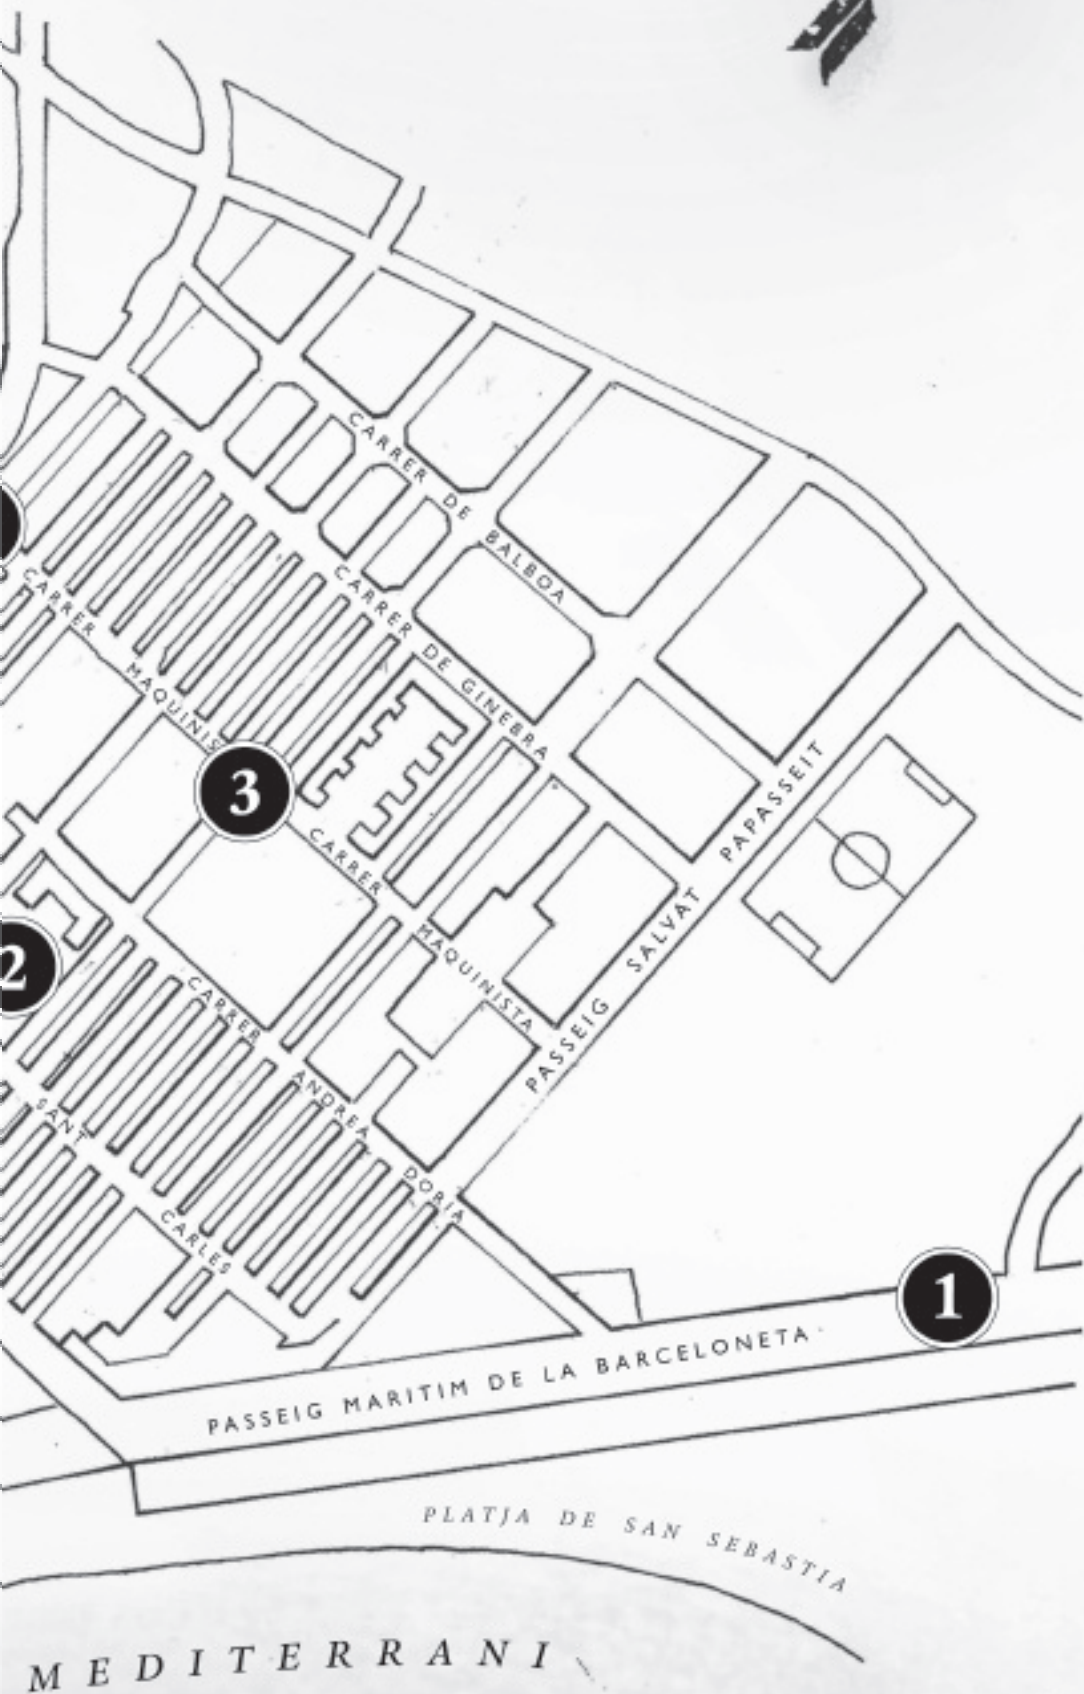 CARRER DE BALBOA
CARRER DE GINEBRA
CARRER MAQUINIS
3
CARRER MAQUINISTA
PASSEIG SALVAT PAPASSEIT
2
CARRER ANDREA DORIA
SANT CARLES
1
PASSEIG MARITIM DE LA BARCELONETA
PLATJA DE SAN SEBASTIA
MEDITERRANI